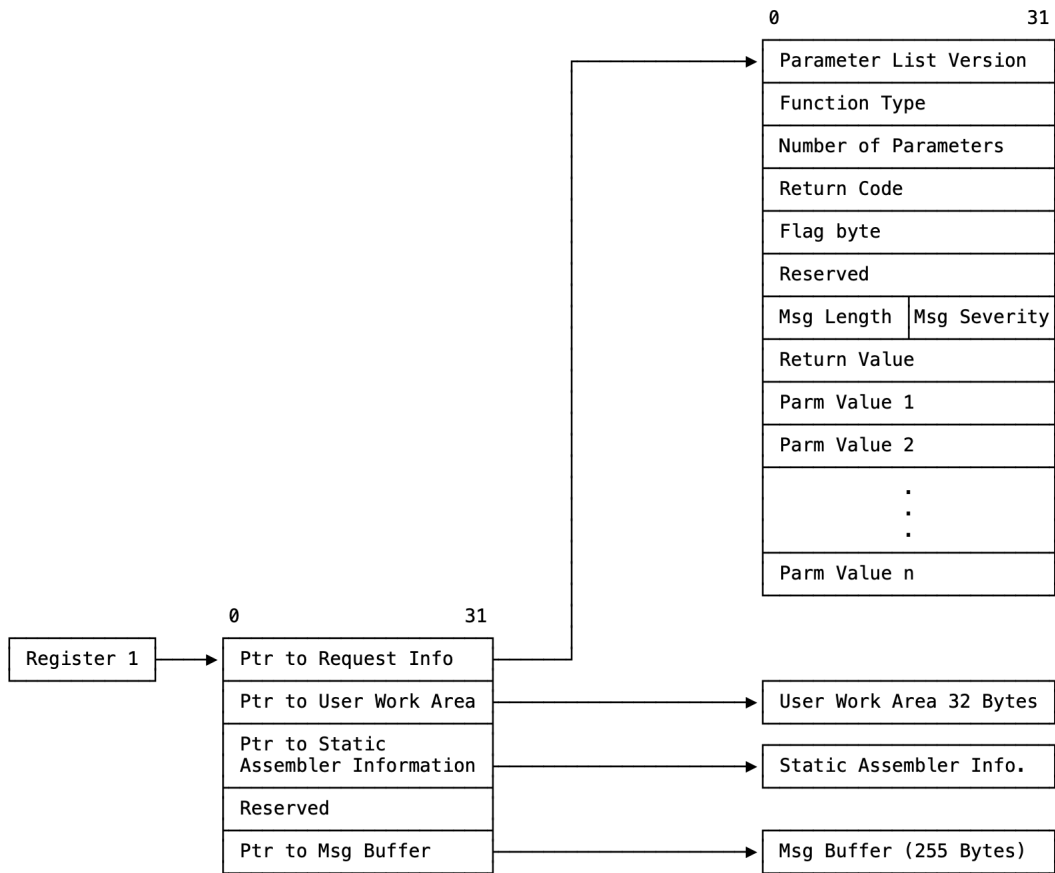 0 31
Parameter List Version
Function Type
Number of Parameters
Return Code
Flag byte
Reserved
Msg Length Msg Severity
Return Value
Parm Value 1
Parm Value 2
.
.
.
Parm Value n
0 31
Register 1
Ptr to Request Info
Ptr to User Work Area
User Work Area 32 Bytes
Ptr to Static
Assembler Information
Static Assembler Info.
Reserved
Ptr to Msg Buffer
Msg Buffer (255 Bytes)